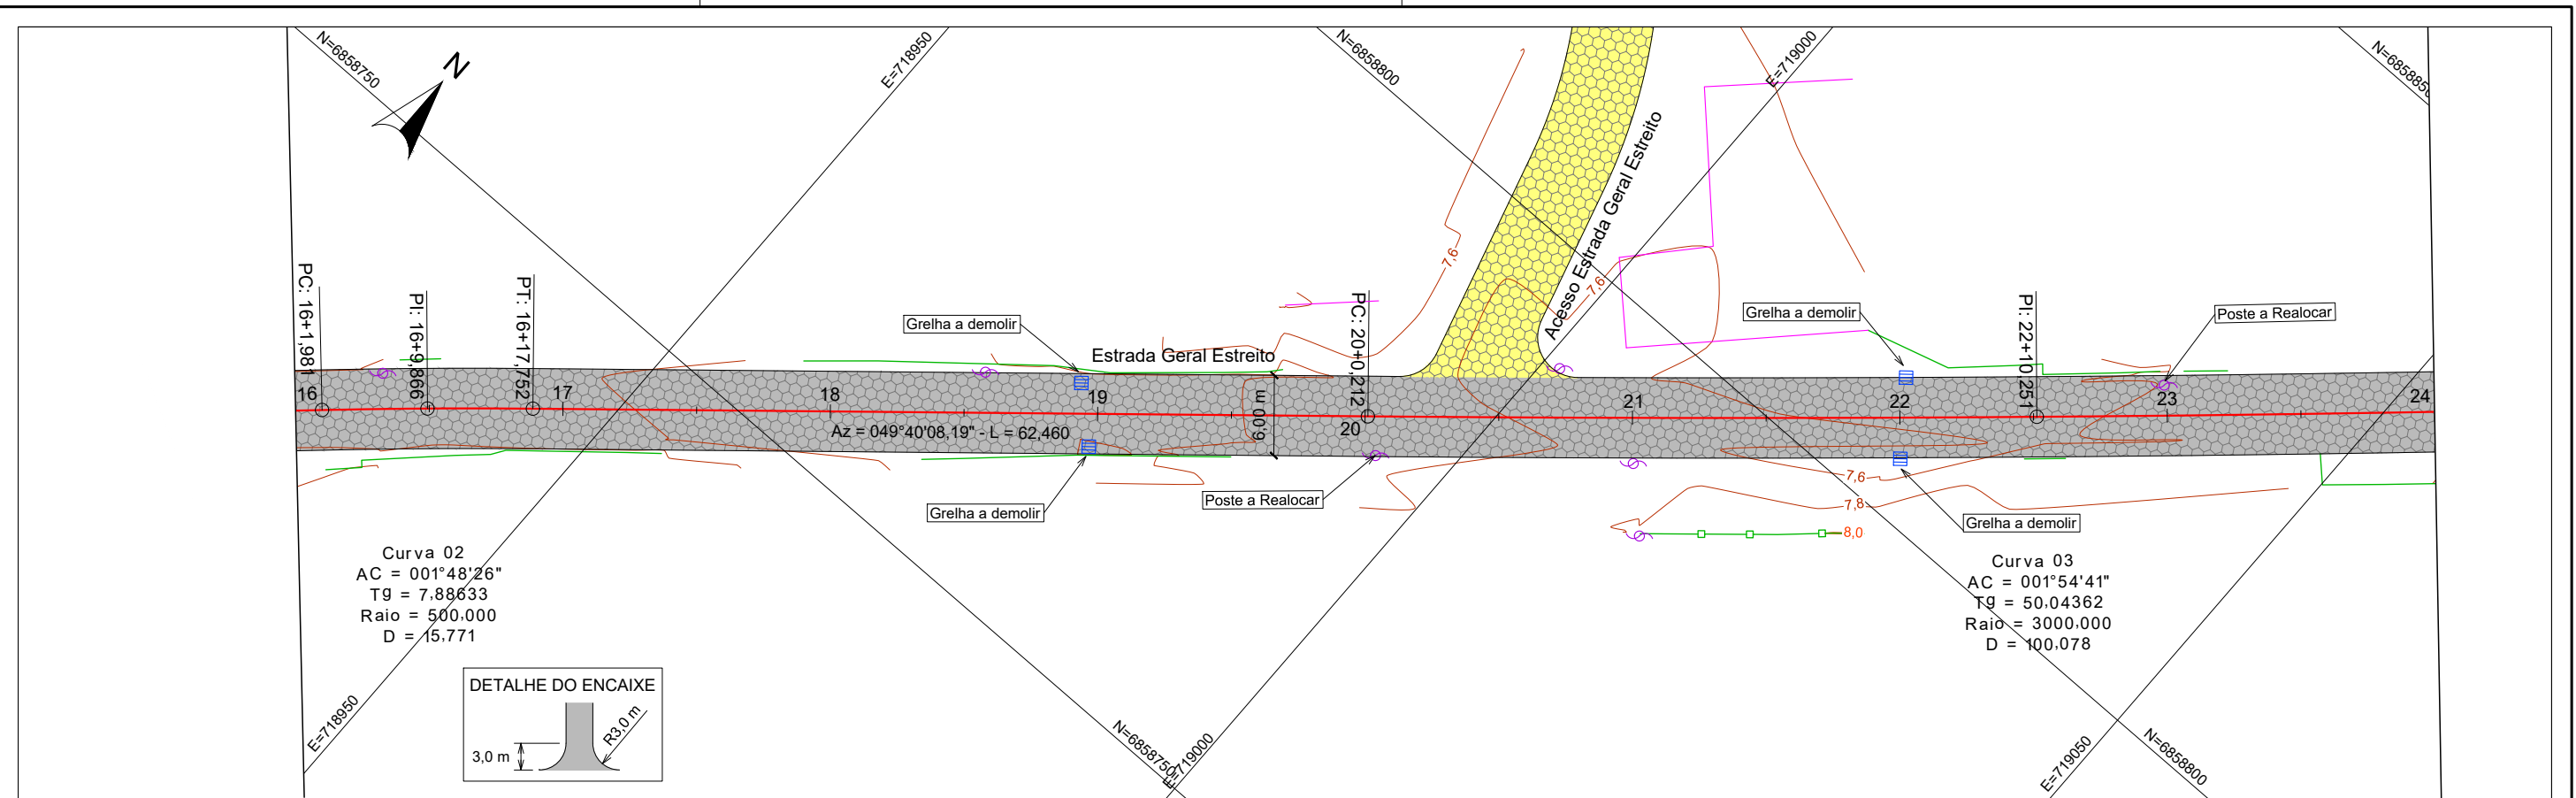 N=6858750
E=718950
N=6858800
E=719000
N=685885
N
Acesso Estrada Geral Estreito
7,6
7,6
PC: 16+1,981
PI: 16+9,866
PT: 16+17,752
PC: 20+0,212
PI: 22+10,251
Grelha a demolir
Grelha a demolir
Poste a Realocar
Estrada Geral Estreito
16
17
18
19
20
21
22
23
24
6,00 m
Az = 049°40'08,19" - L = 62,460
7,6
7,8
8,0
Poste a Realocar
Grelha a demolir
Grelha a demolir
Curva 02
AC = 001°48'26"
Tg = 7,88633
Raio = 500,000
D = 15,771
Curva 03
AC = 001°54'41"
Tg = 50,04362
Raio = 3000,000
D = 100,078
DETALHE DO ENCAIXE
3,0 m
R3,0 m
E=718950
N=6858750
E=719000
E=719050
N=6858800